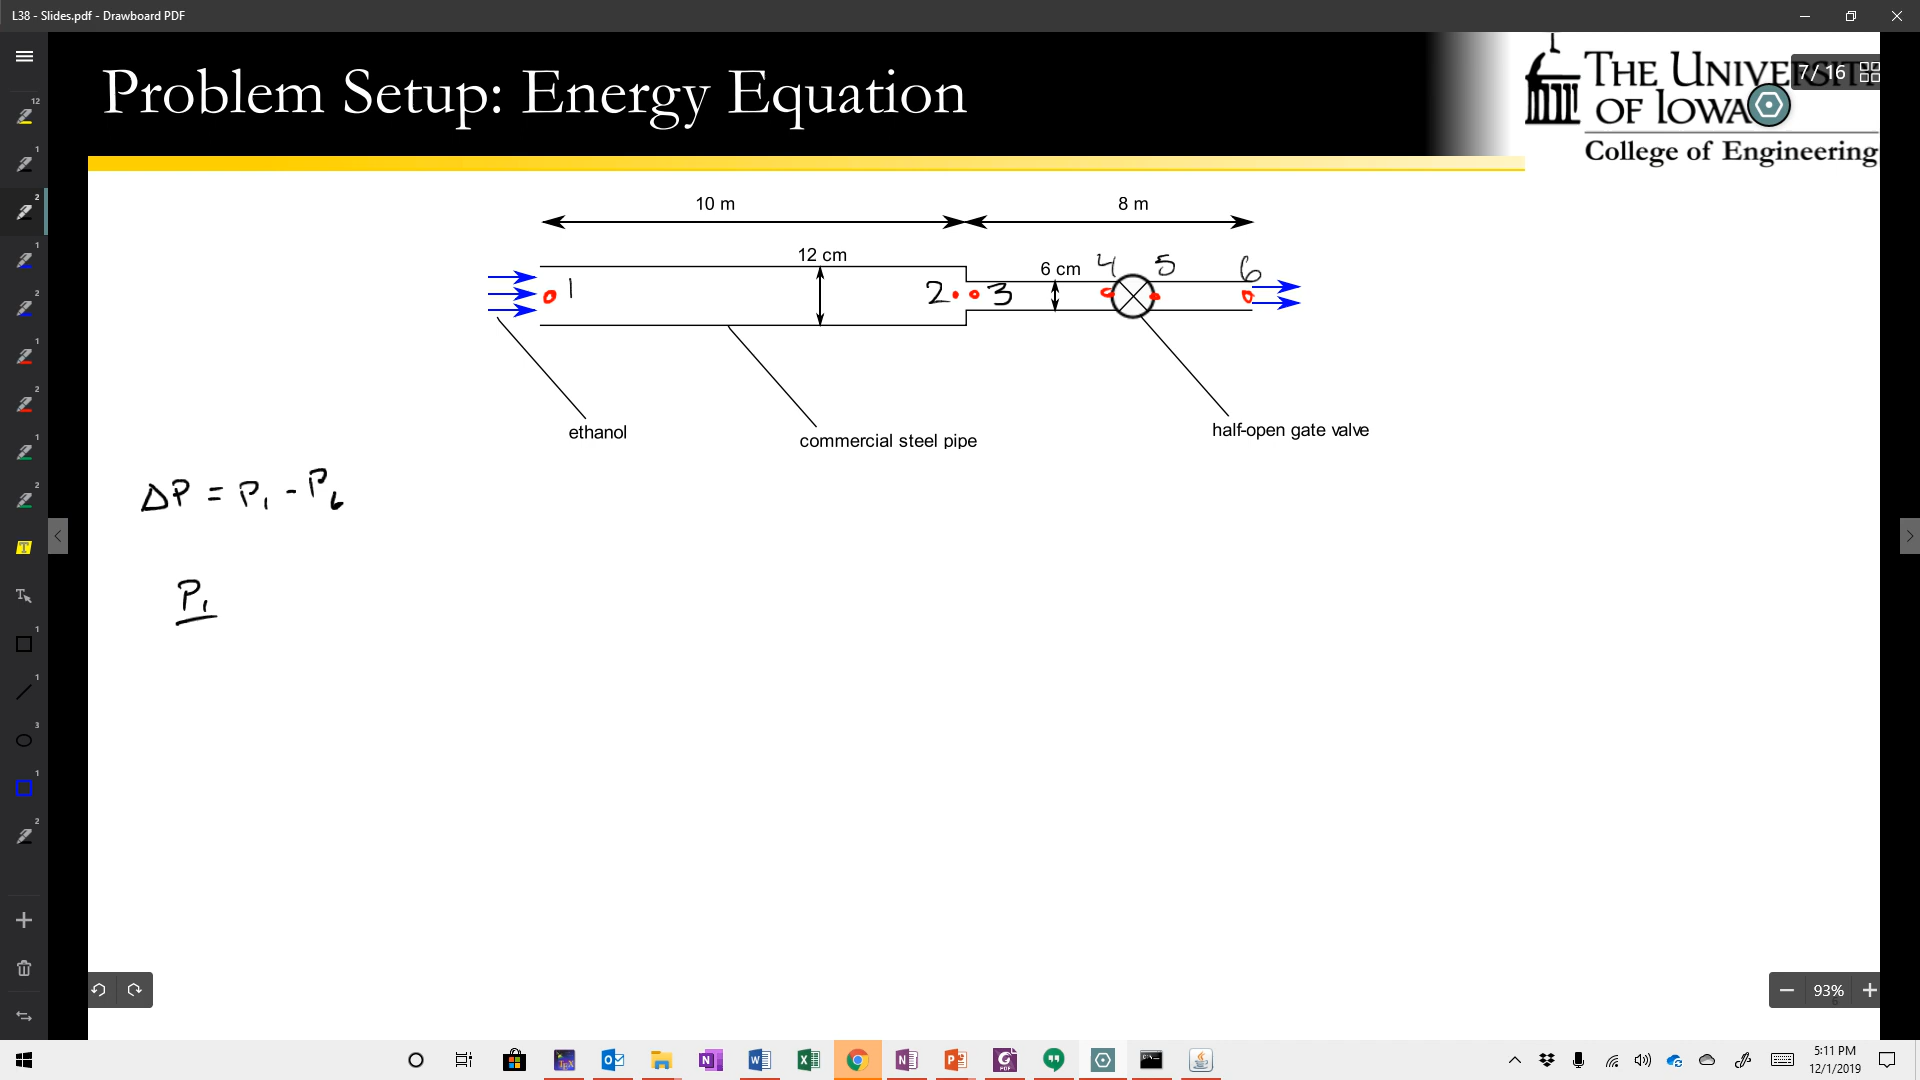 L38 - Slides.pdf - Drawboard PDF
Problem Setup: Energy Equation
7 / 16
THE UNIVERSIT
OF IOWA
College of Engineering
10 m
8 m
12 cm
6 cm
1
2
3
4
5
6
ethanol
commercial steel pipe
half-open gate valve
ΔP = P₁ - P₆
P₁
93%
5:11 PM
12/1/2019